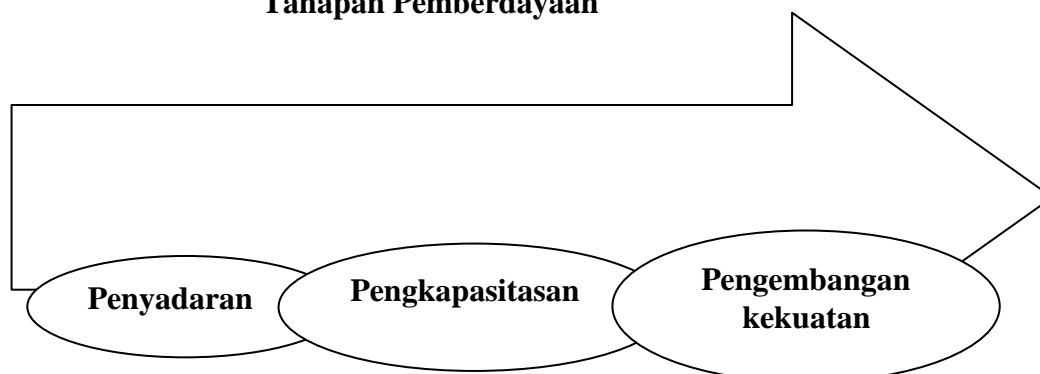 Tahapan Pemberdayaan
Penyadaran
Pengkapasitasan
Pengembangan
kekuatan